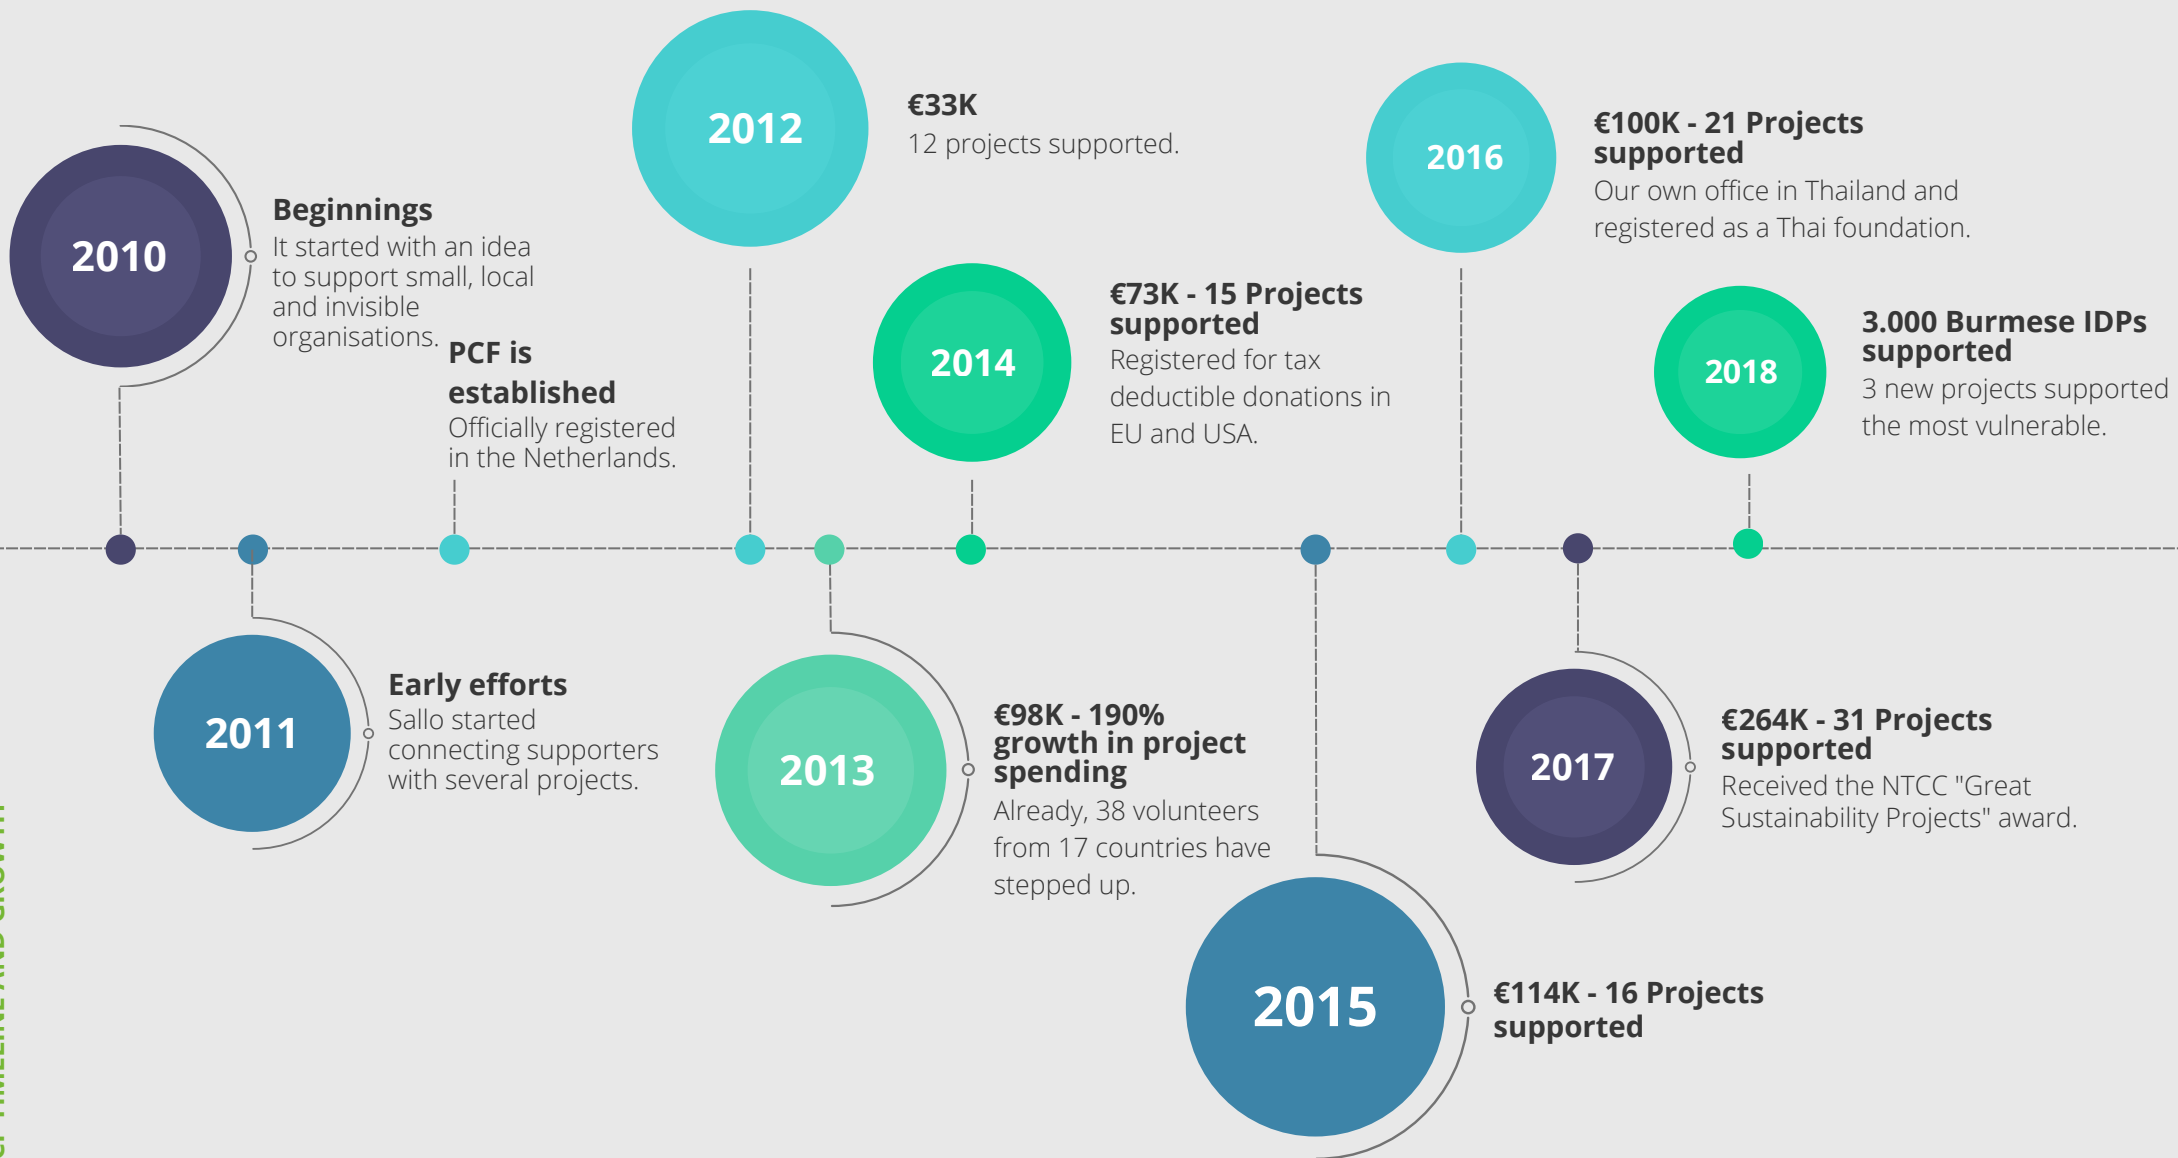 2010
Beginnings
It started with an idea
to support small, local
and invisible
organisations.
2011
Early efforts
Sallo started
connecting supporters
with several projects.
PCF is
established
Officially registered
in the Netherlands.
2012
€33K
12 projects supported.
2013
€98K - 190%
growth in project
spending
Already, 38 volunteers
from 17 countries have
stepped up.
2014
€73K - 15 Projects
supported
Registered for tax
deductible donations in
EU and USA.
2015
€114K - 16 Projects
supported
2016
€100K - 21 Projects
supported
Our own office in Thailand and
registered as a Thai foundation.
2017
€264K - 31 Projects
supported
Received the NTCC "Great
Sustainability Projects" award.
2018
3.000 Burmese IDPs
supported
3 new projects supported
the most vulnerable.
TIMELINE AND GROWTH